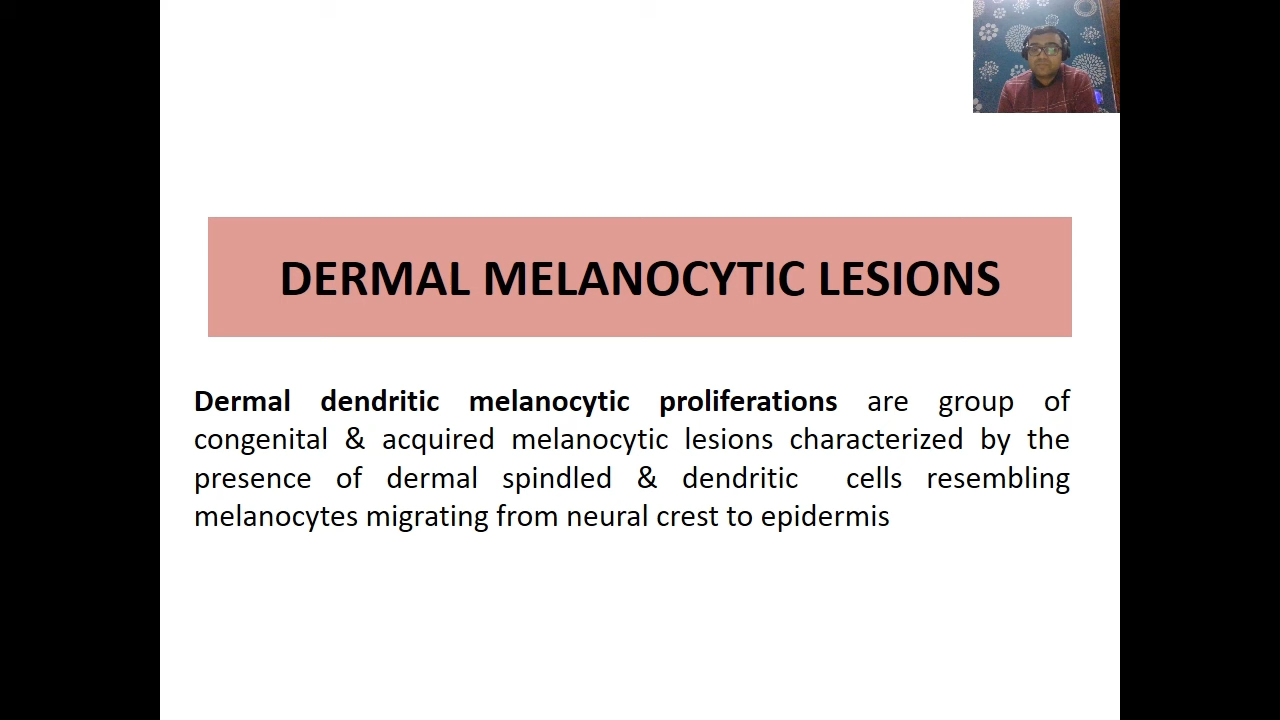 DERMAL MELANOCYTIC LESIONS
Dermal dendritic melanocytic proliferations are group of
congenital & acquired melanocytic lesions characterized by the
presence of dermal spindled & dendritic cells resembling
melanocytes migrating from neural crest to epidermis